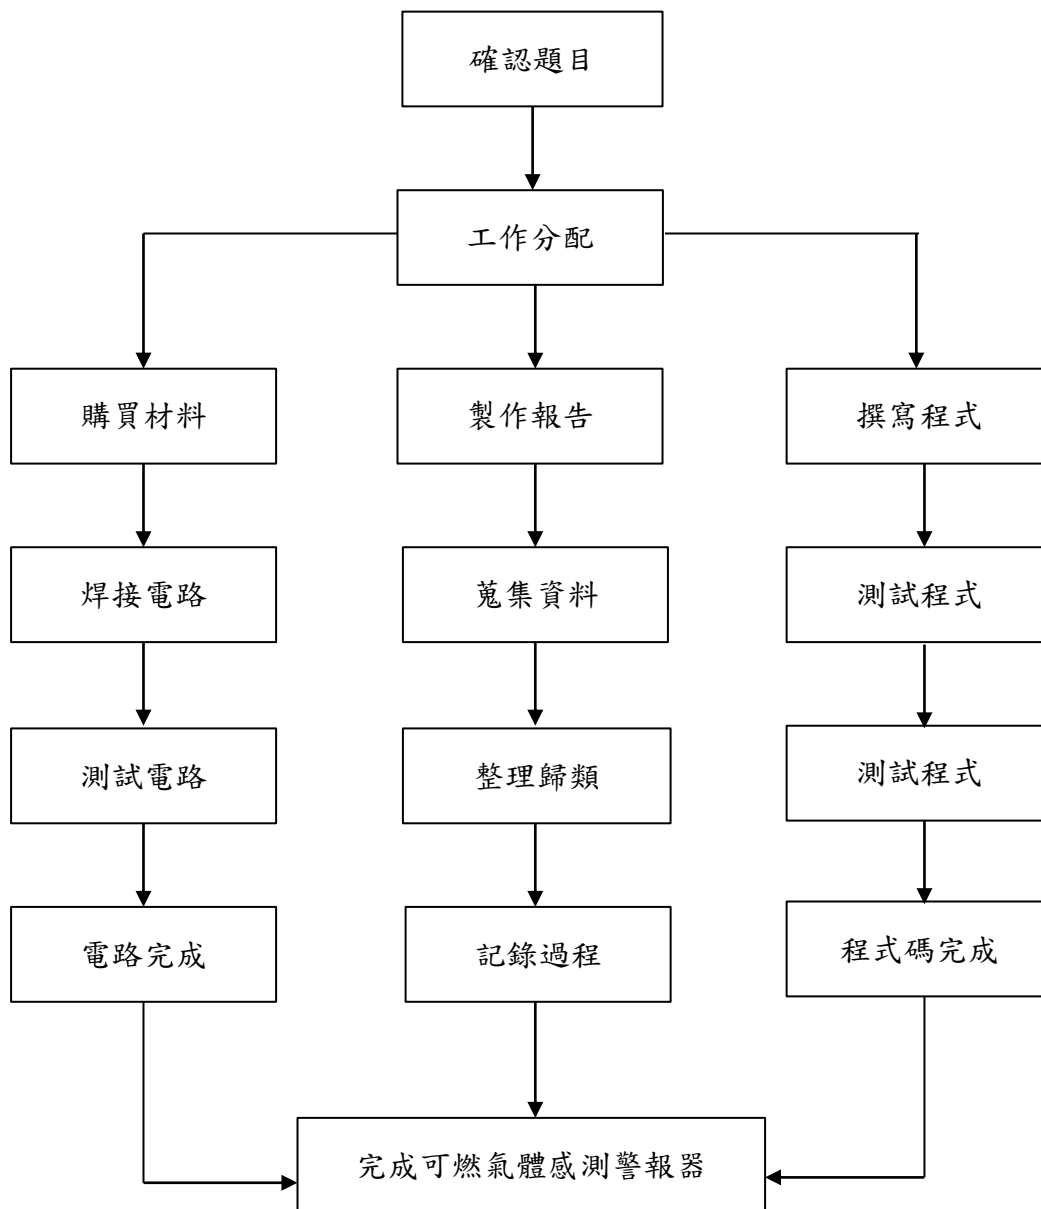 確認題目
工作分配
購買材料
製作報告
撰寫程式
焊接電路
蒐集資料
測試程式
測試電路
整理歸類
測試程式
電路完成
記錄過程
程式碼完成
完成可燃氣體感測警報器